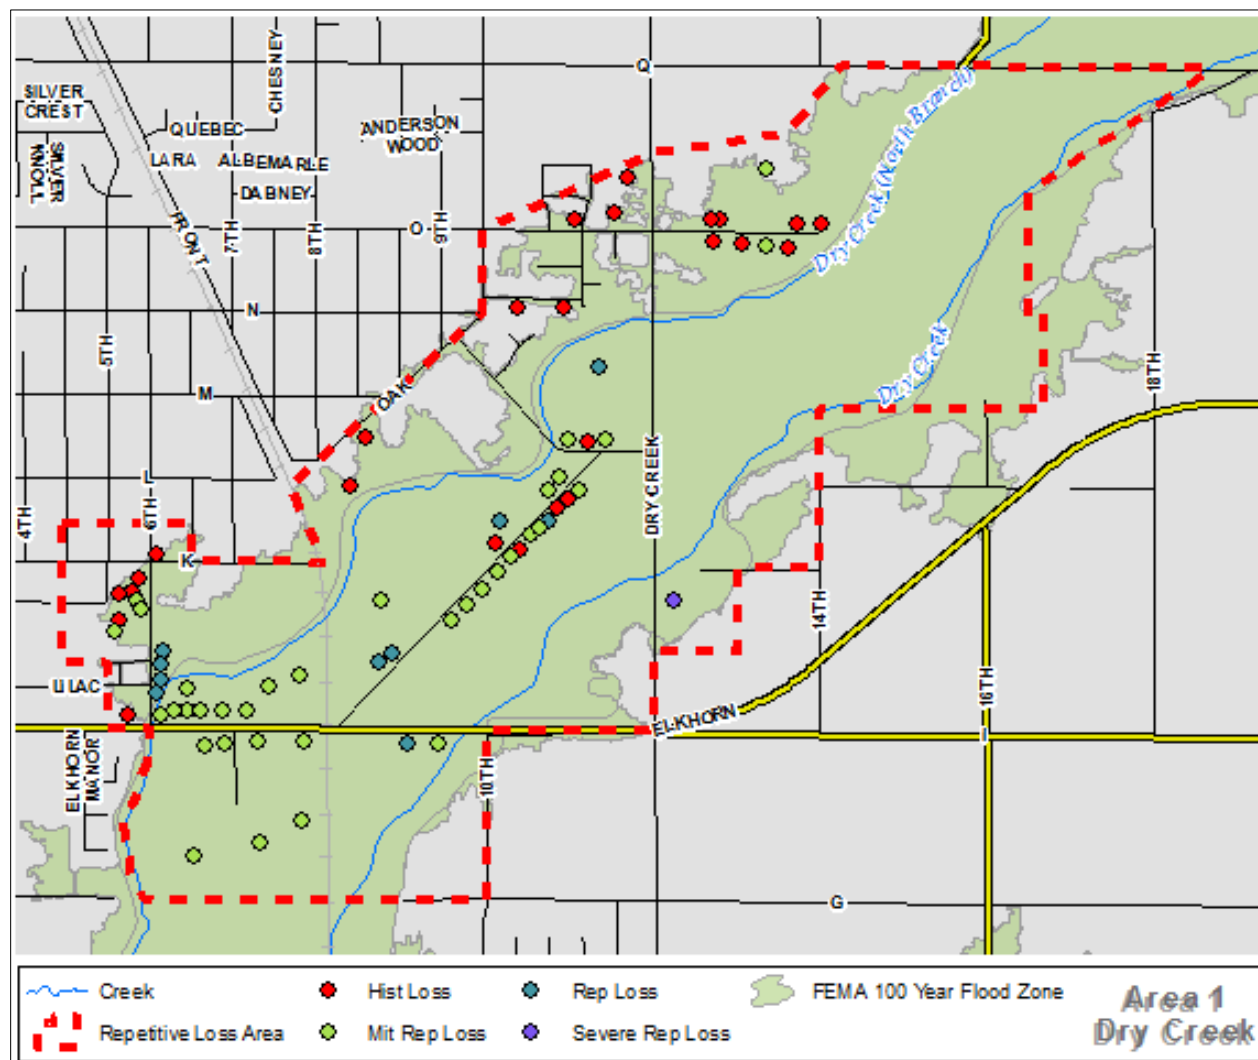 Q
SILVER
CREST
CHESNEY
QUEBEC
ANDERSON
WOOD
SILVER
KNOLL
LARA
ALBEMARLE
DABNEY
FRONT
7TH
8TH
O
9TH
Dry Creek (North Branch)
5TH
N
M
OAK
Dry Creek
18TH
4TH
6TH
L
K
DRY CREEK
14TH
LILAC
ELKHORN
16TH
I
ELKHORN
MANOR
10TH
G
Creek
Hist Loss
Rep Loss
FEMA 100 Year Flood Zone
Repetitive Loss Area
Mit Rep Loss
Severe Rep Loss
Area 1
Dry Creek